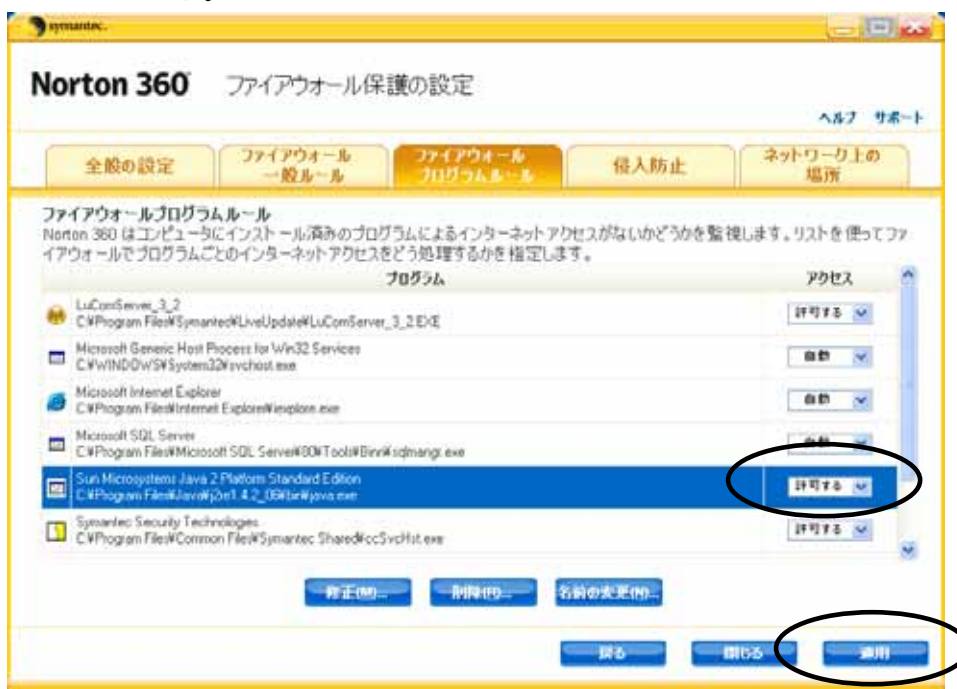 symantec.
Norton 360 ファイアウォール保護の設定
ヘルプ サポート
全般の設定
ファイアウォール
一般ルール
ファイアウォール
プログラムルール
侵入防止
ネットワーク上の
場所
ファイアウォールプログラムルール
Norton 360 はコンピュータにインストール済みのプログラムによるインターネットアクセスがないかどうかを監視します。リストを使ってファ
イアウォールでプログラムごとのインターネットアクセスをどう処理するかを指定します。
プログラム アクセス
LuComServer_3_2
C:¥Program Files¥Symantec¥LiveUpdate¥LuComServer_3_2.EXE
許可する
Microsoft Generic Host Process for Win32 Services
C:¥WINDOWS¥System32¥svchost.exe
自動
Microsoft Internet Explorer
C:¥Program Files¥Internet Explorer¥iexplore.exe
自動
Microsoft SQL Server
C:¥Program Files¥Microsoft SQL Server¥80¥Tools¥Binn¥sqlmangr.exe
自動
Sun Microsystems Java 2 Platform Standard Edition
C:¥Program Files¥Java¥j2re1.4.2_06¥bin¥java.exe
許可する
Symantec Security Technologies
C:¥Program Files¥Common Files¥Symantec Shared¥ccSvcHst.exe
許可する
修正(M)... 削除(R)... 名前の変更(N)...
戻る 閉じる 適用